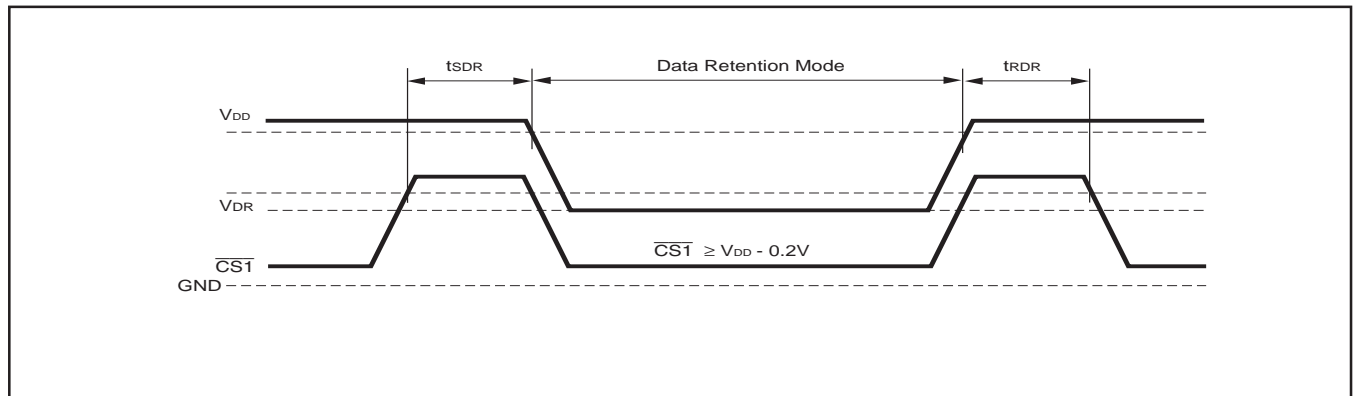 tSDR Data Retention Mode tRDR
VDD
VDR
CS1 ≥ VDD - 0.2V
CS1
GND